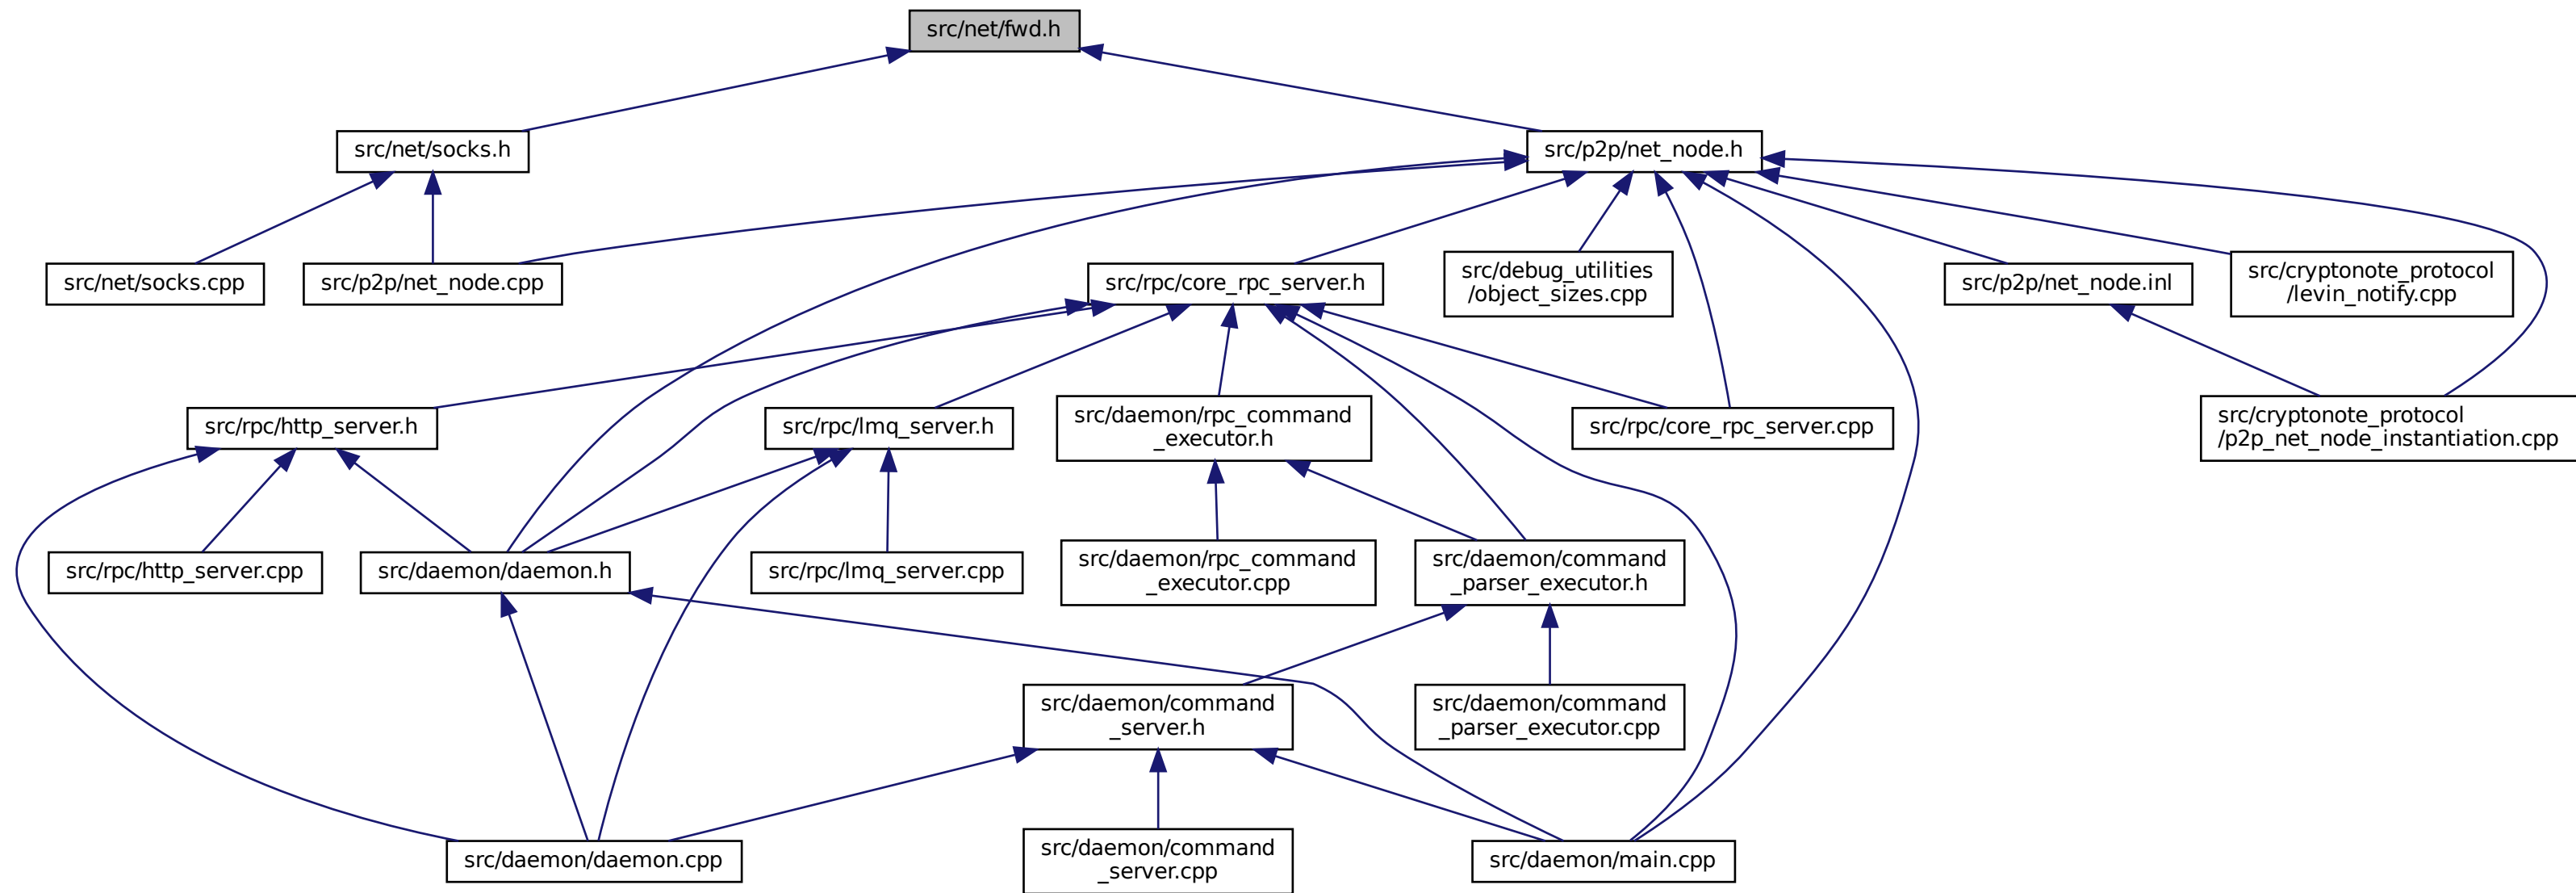 src/net/fwd.h
src/net/socks.h
src/p2p/net_node.h
src/net/socks.cpp
src/p2p/net_node.cpp
src/rpc/core_rpc_server.h
src/debug_utilities
/object_sizes.cpp
src/p2p/net_node.inl
src/cryptonote_protocol
/levin_notify.cpp
src/rpc/http_server.h
src/rpc/lmq_server.h
src/daemon/rpc_command
_executor.h
src/rpc/core_rpc_server.cpp
src/cryptonote_protocol
/p2p_net_node_instantiation.cpp
src/rpc/http_server.cpp
src/daemon/daemon.h
src/rpc/lmq_server.cpp
src/daemon/rpc_command
_executor.cpp
src/daemon/command
_parser_executor.h
src/daemon/command
_server.h
src/daemon/command
_parser_executor.cpp
src/daemon/daemon.cpp
src/daemon/command
_server.cpp
src/daemon/main.cpp